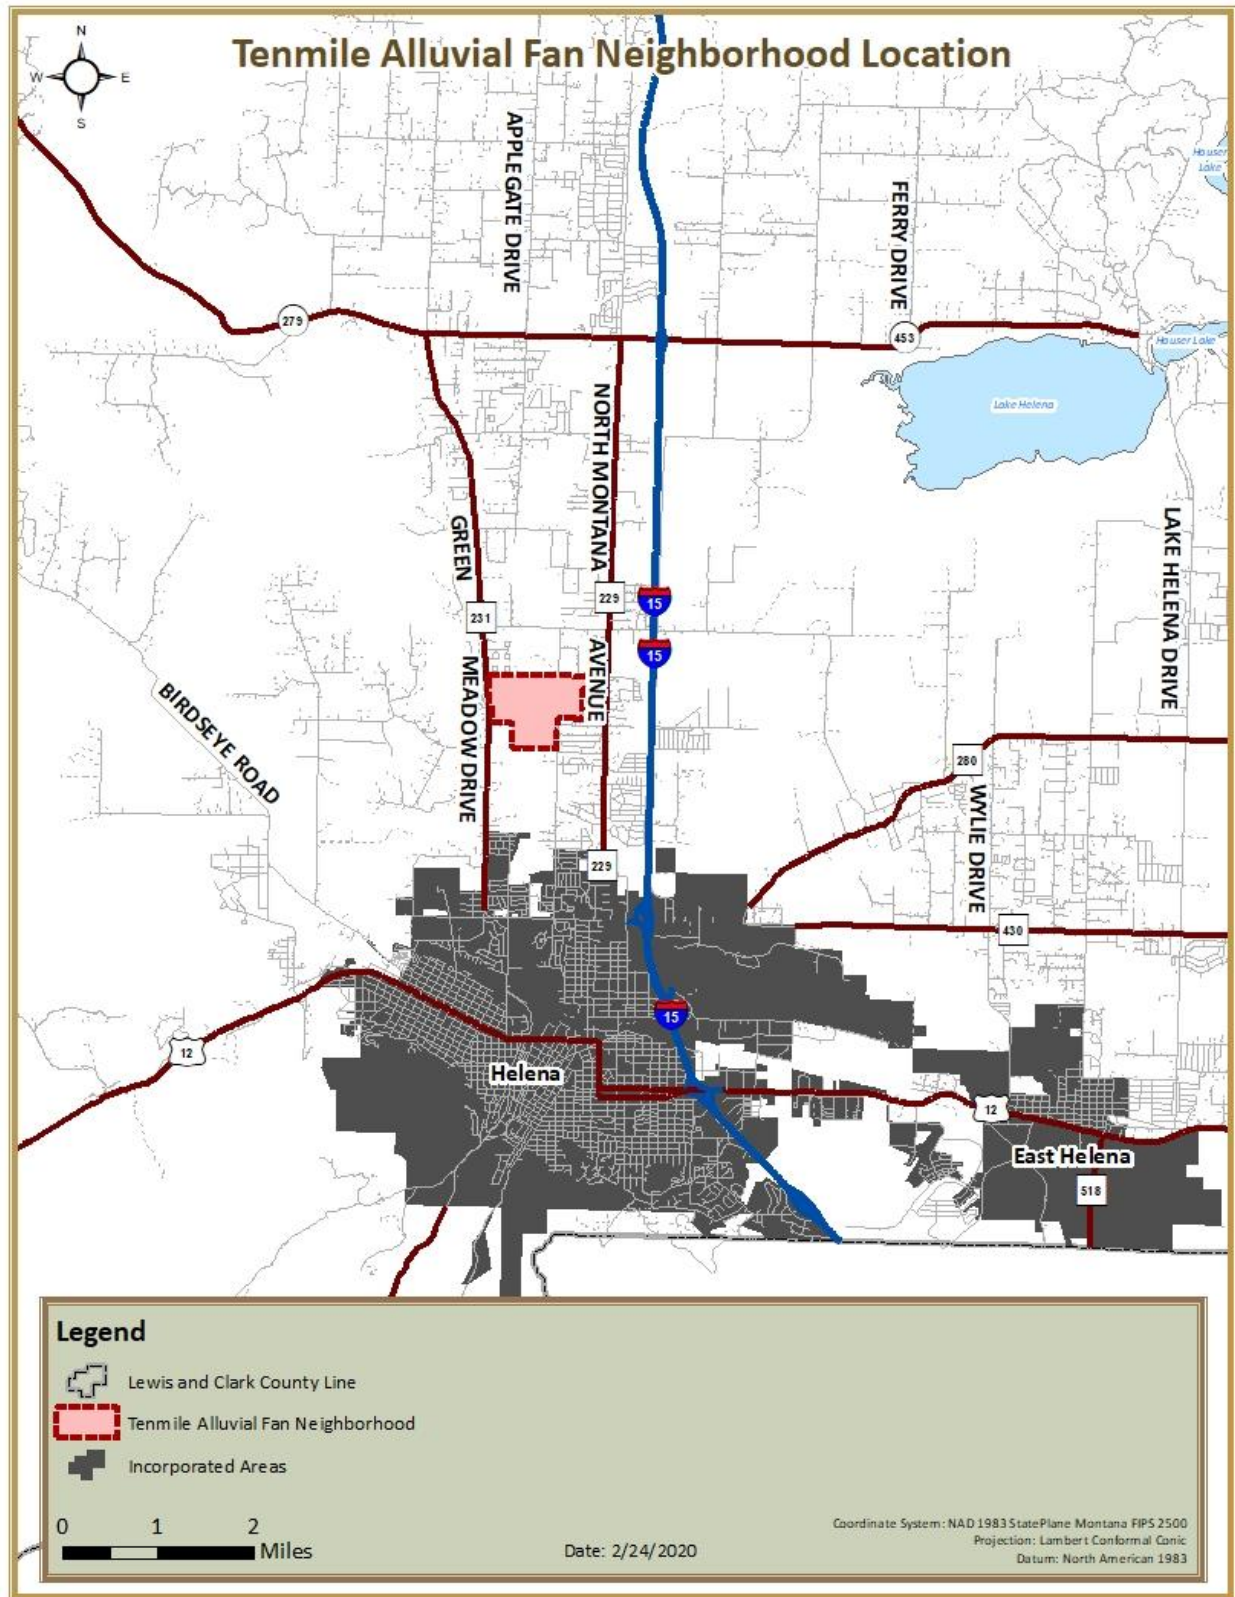 Tenmile Alluvial Fan Neighborhood Location
N
W
E
S
APPLEGATE DRIVE
FERRY DRIVE
Hauser
Lake
279
453
Hauser Lake
Lake Helena
NORTH MONTANA
AVENUE
GREEN
MEADOW DRIVE
LAKE HELENA DRIVE
231
229
15
15
BIRDSEYE ROAD
280
WYLIE DRIVE
229
430
15
12
Helena
12
East Helena
518
Legend
Lewis and Clark County Line
Tenmile Alluvial Fan Neighborhood
Incorporated Areas
0 1 2
Miles
Date: 2/24/2020
Coordinate System: NAD 1983 StatePlane Montana FIPS 2500
Projection: Lambert Conformal Conic
Datum: North American 1983